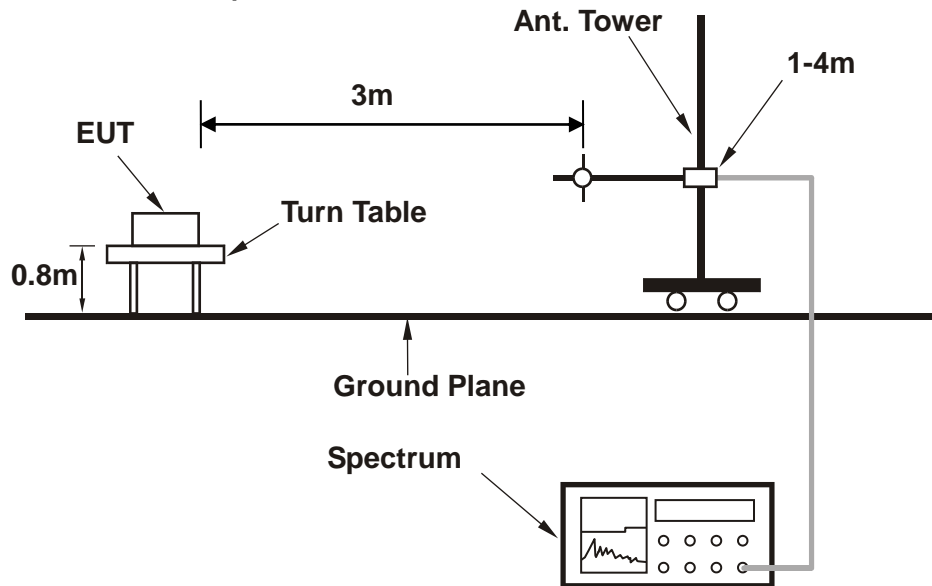 Ant. Tower
1-4m
3m
EUT
Turn Table
0.8m
Ground Plane
Spectrum